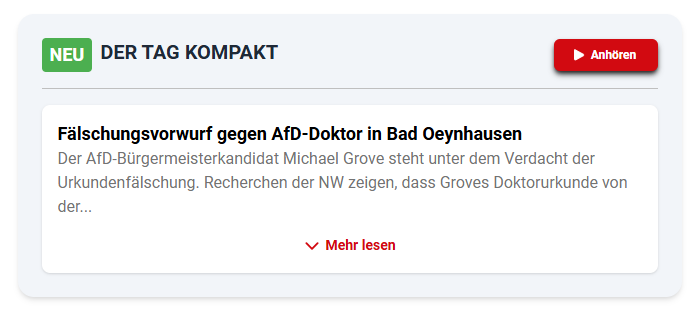 NEU DER TAG KOMPAKT
Anhören
Fälschungsvorwurf gegen AfD-Doktor in Bad Oeynhausen
Der AfD-Bürgermeisterkandidat Michael Grove steht unter dem Verdacht der
Urkundenfälschung. Recherchen der NW zeigen, dass Groves Doktorurkunde von
der...
Mehr lesen